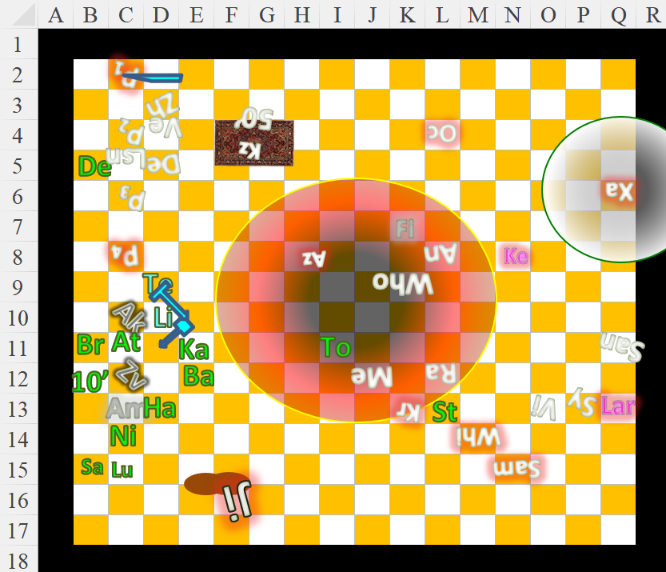 A B C D E F G H I J K L M N O P Q R
1
2 P1
3 Zh
4 P2 Ve 50' Oc
5 De Lsn De Kz
6 P3 Xa
7 Fl
8 P4 Az An Ke
9 Te Who
10 Ak Li
11 Br At Ka To San
12 10' Ba Me Ra
13 Am Ha Kr St Vi Sy Lar
14 Ni Whi
15 Sa Lu Sam
16 Ji
17
18